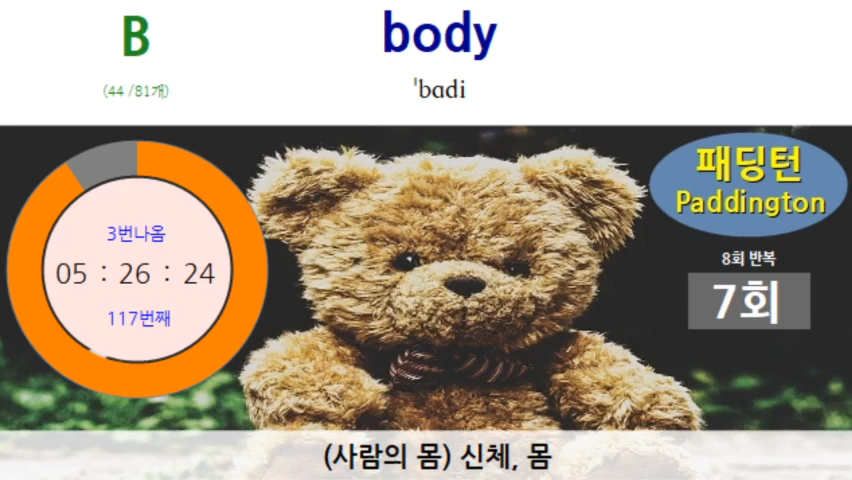 B
body
(44 /81개)
ˈbɑdi
패딩턴
Paddington
3번나옴
05 : 26 : 24
117번째
8회 반복
7회
(사람의 몸) 신체, 몸